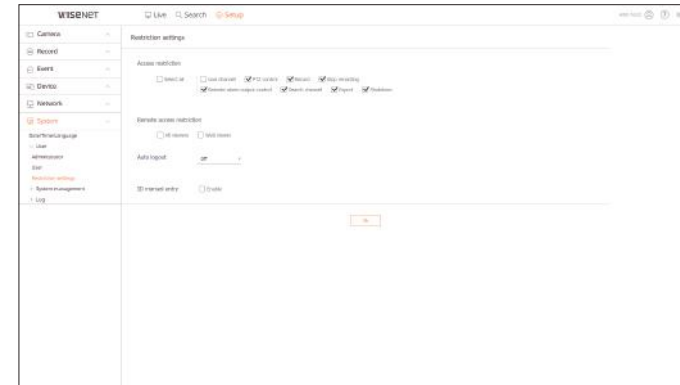 WISENET
Live Search Setup
Camera
Record
Event
Device
Network
System
Date/Time/Language
User
Administrator
User
Restriction settings
System management
Log
Restriction settings
Access restriction
Select all
Live channel PTZ control Record Stop recording
Remote alarm output control Search channel Export Shutdown
Remote access restriction
All viewers Web viewer
Auto logout
Off
ID manual entry
Enable